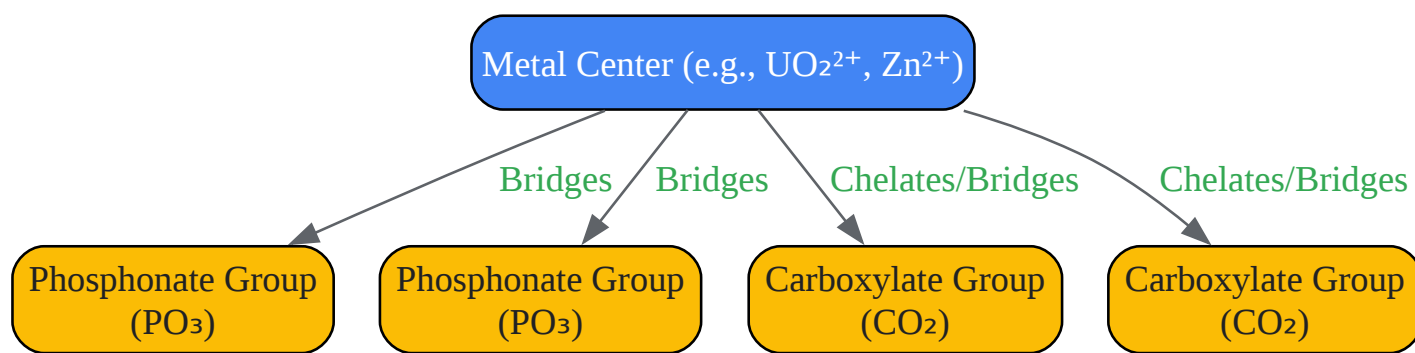 Metal Center (e.g., UO₂²⁺, Zn²⁺)
Bridges
Bridges
Chelates/Bridges
Chelates/Bridges
Phosphonate Group
(PO₃)
Phosphonate Group
(PO₃)
Carboxylate Group
(CO₂)
Carboxylate Group
(CO₂)